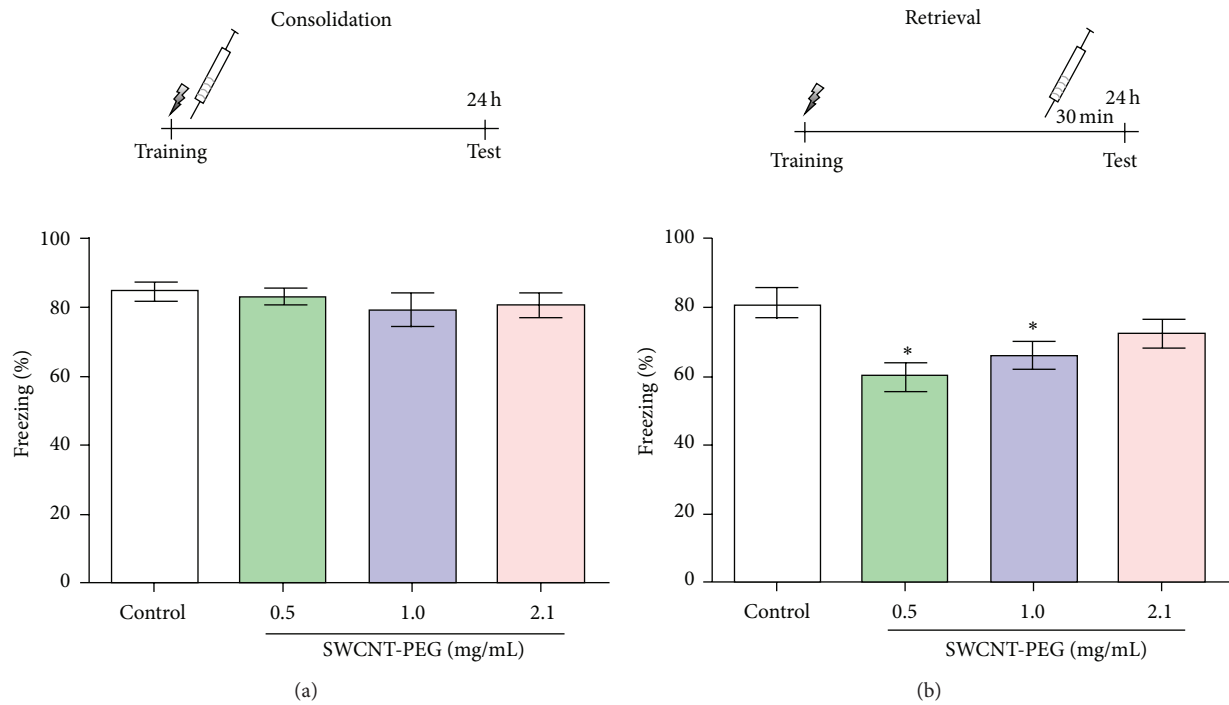 Consolidation
24 h
Training
Test
Freezing (%)
100
80
60
40
20
0
Control
0.5
1.0
2.1
SWCNT-PEG (mg/mL)
(a)
Retrieval
24 h
30 min
Training
Test
Freezing (%)
100
80
60
40
20
0
*
*
Control
0.5
1.0
2.1
SWCNT-PEG (mg/mL)
(b)